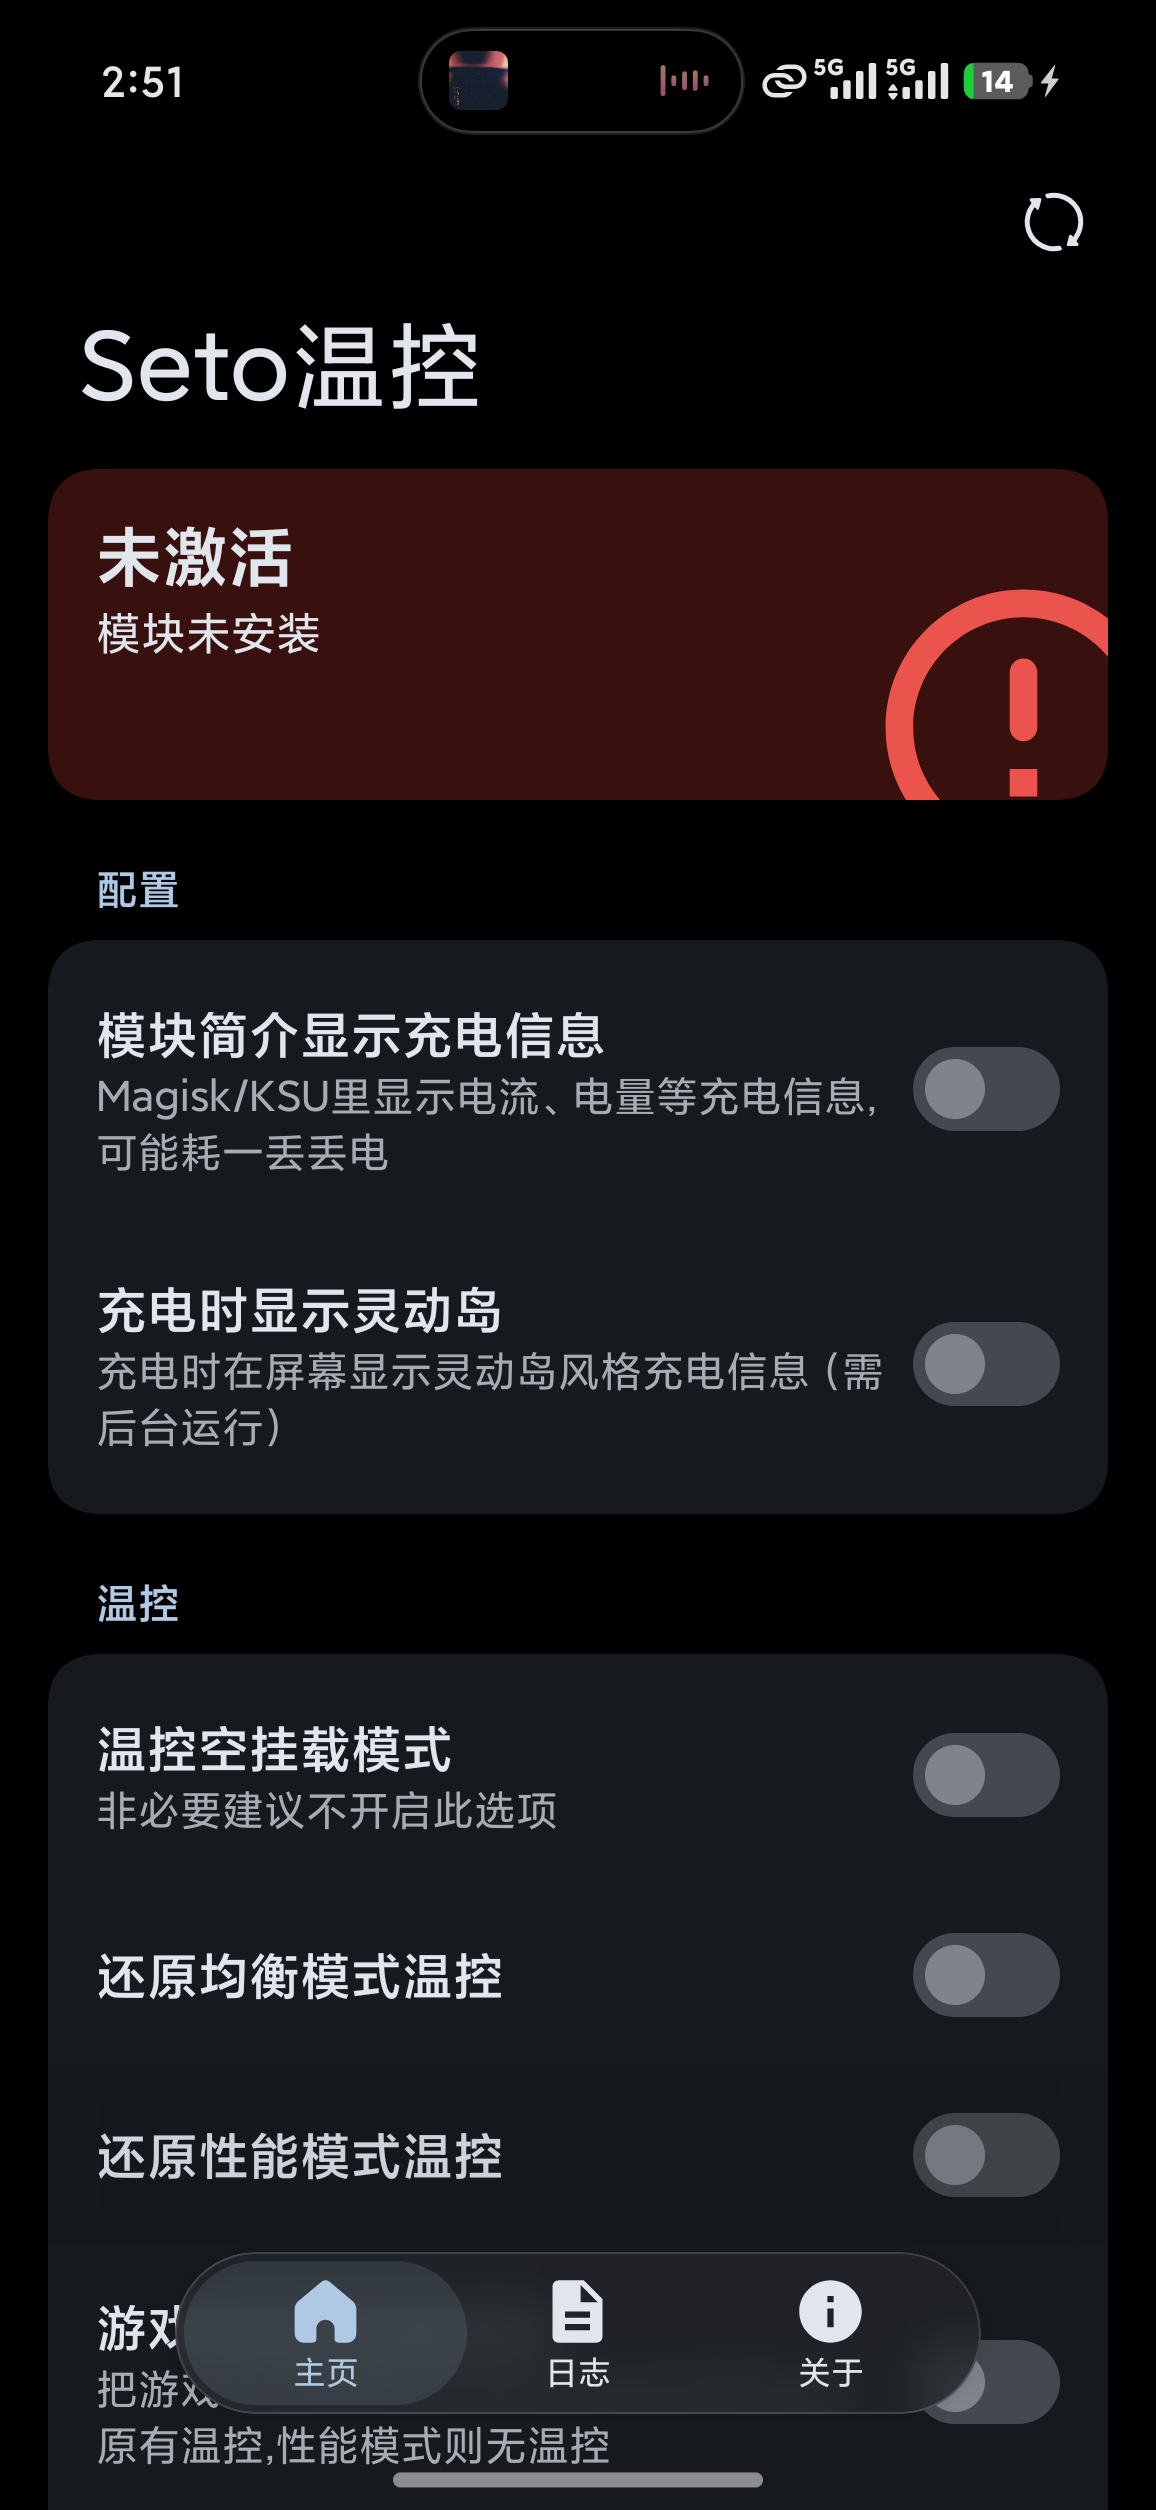 2:51
5G 5G 14
Seto温控
未激活
模块未安装
配置
模块简介显示充电信息
Magisk/KSU里显示电流、电量等充电信息,
可能耗一丢丢电
充电时显示灵动岛
充电时在屏幕显示灵动岛风格充电信息（需
后台运行）
温控
温控空挂载模式
非必要建议不开启此选项
还原均衡模式温控
还原性能模式温控
游戏
把游戏
原有温控,性能模式则无温控
主页
日志
关于